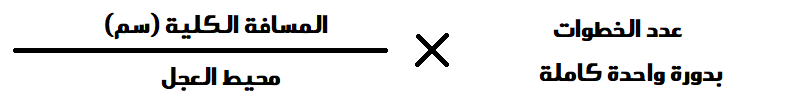 عدد الخطوات
بدورة واحدة كاملة
×
المسافة الكلية (سم)
محيط العجل